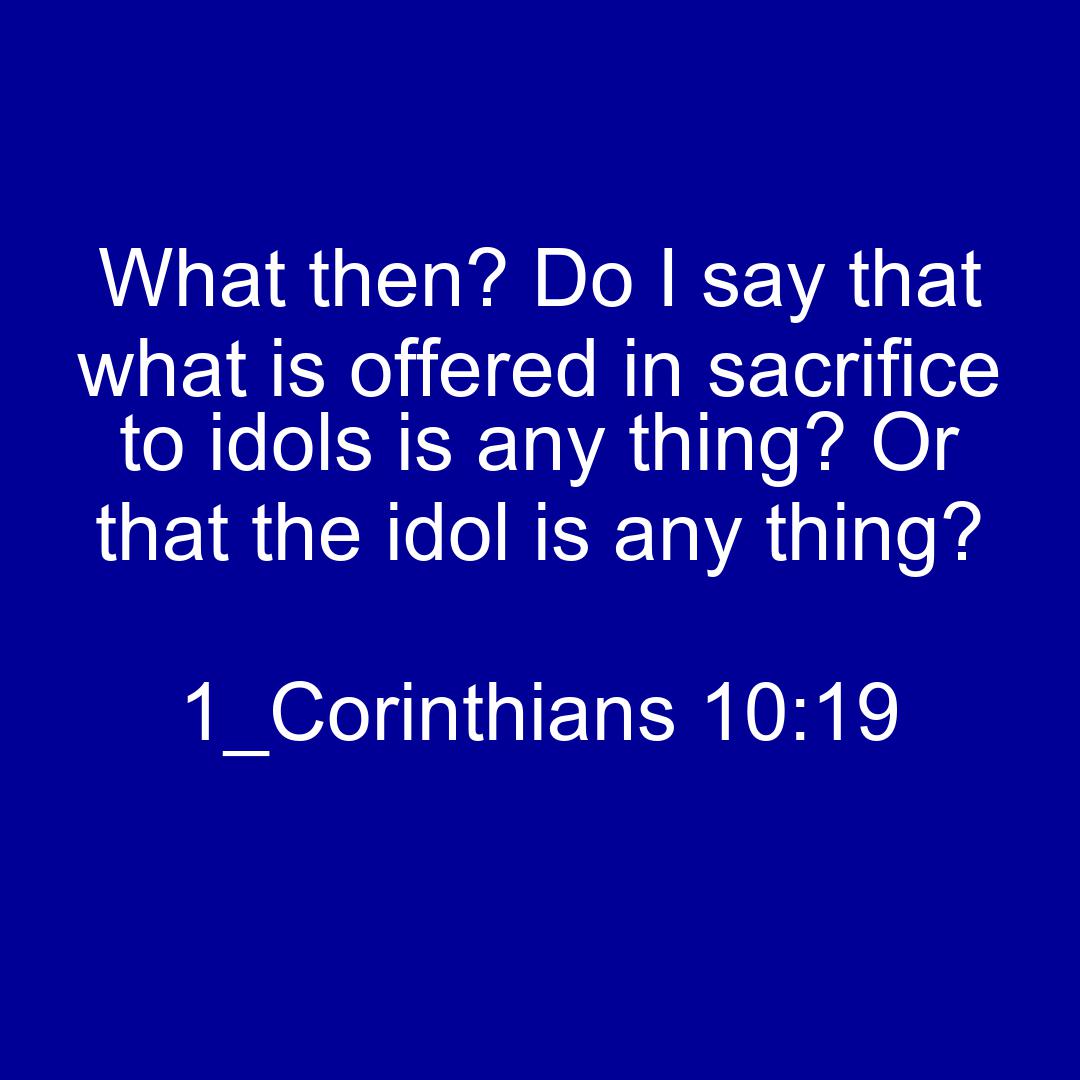 What then? Do I say that
what is offered in sacrifice
to idols is any thing? Or
that the idol is any thing?
1_Corinthians 10:19